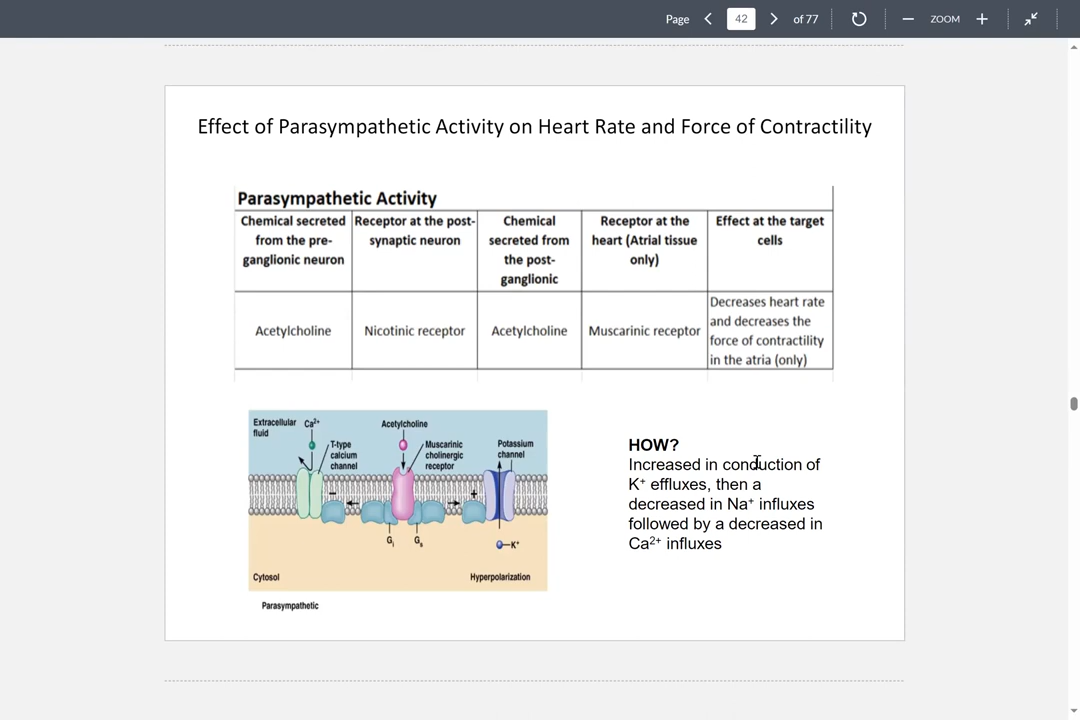 Page 42 of 77 ZOOM
Effect of Parasympathetic Activity on Heart Rate and Force of Contractility
Parasympathetic Activity
Chemical secreted
from the pre-
ganglionic neuron
Receptor at the post-
synaptic neuron
Chemical
secreted from
the post-
ganglionic
Receptor at the
heart (Atrial tissue
only)
Effect at the target
cells
Acetylcholine
Nicotinic receptor
Acetylcholine
Muscarinic receptor
Decreases heart rate
and decreases the
force of contractility
in the atria (only)
Extracellular
fluid
Ca²⁺
T-type
calcium
channel
Acetylcholine
Muscarinic
cholinergic
receptor
Potassium
channel
−
+
Gᵢ
Gₛ
K⁺
Cytosol
Hyperpolarization
Parasympathetic
HOW?
Increased in conduction of
K⁺ effluxes, then a
decreased in Na⁺ influxes
followed by a decreased in
Ca²⁺ influxes